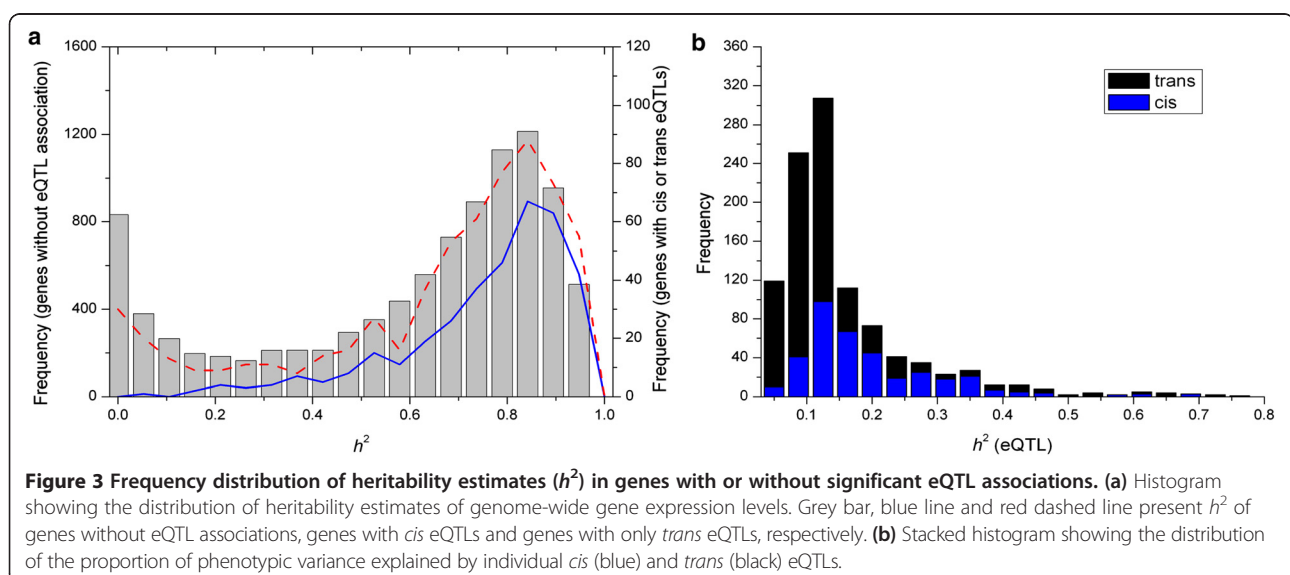 a
1600
1200
800
400
0
Frequency (genes without eQTL association)
120
100
80
60
40
20
0
Frequency (genes with cis or trans eQTLs)
0.0 0.2 0.4 0.6 0.8 1.0
h²
b
360
320
280
240
200
160
120
80
40
0
Frequency
trans
cis
0.1 0.2 0.3 0.4 0.5 0.6 0.7 0.8
h² (eQTL)
Figure 3 Frequency distribution of heritability estimates (h²) in genes with or without significant eQTL associations. (a) Histogram
showing the distribution of heritability estimates of genome-wide gene expression levels. Grey bar, blue line and red dashed line present h² of
genes without eQTL associations, genes with cis eQTLs and genes with only trans eQTLs, respectively. (b) Stacked histogram showing the distribution
of the proportion of phenotypic variance explained by individual cis (blue) and trans (black) eQTLs.